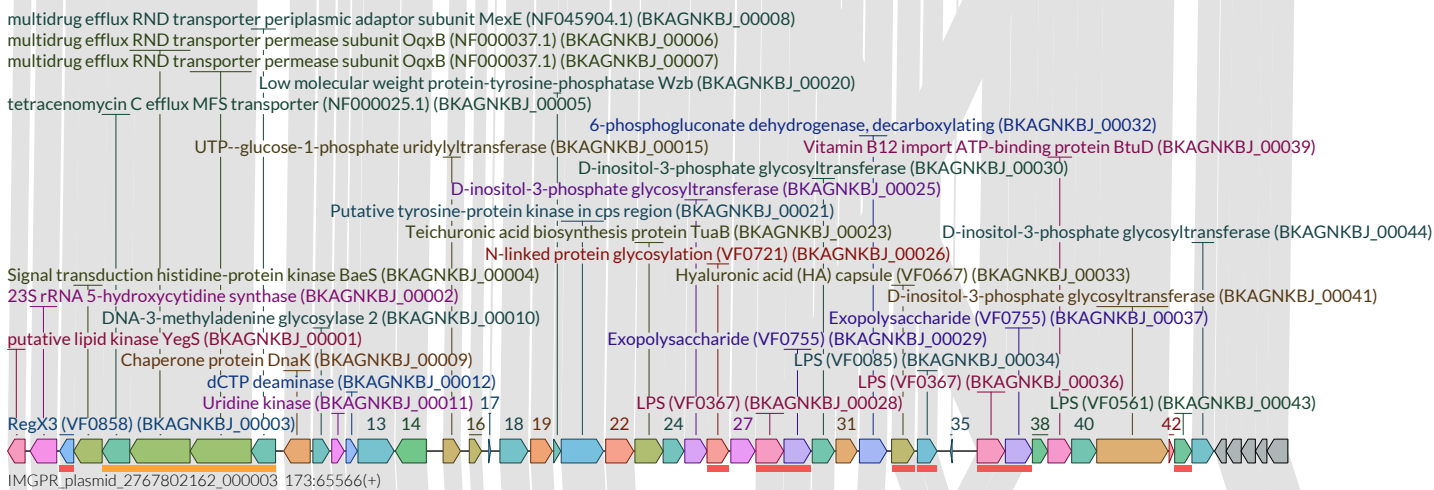 multidrug efflux RND transporter periplasmic adaptor subunit MexE (NF045904.1) (BKAGNKBJ_00008)
multidrug efflux RND transporter permease subunit OqxB (NF000037.1) (BKAGNKBJ_00006)
multidrug efflux RND transporter permease subunit OqxB (NF000037.1) (BKAGNKBJ_00007)
Low molecular weight protein-tyrosine-phosphatase Wzb (BKAGNKBJ_00020)
tetracenomycin C efflux MFS transporter (NF000025.1) (BKAGNKBJ_00005)
6-phosphogluconate dehydrogenase, decarboxylating (BKAGNKBJ_00032)
UTP--glucose-1-phosphate uridylyltransferase (BKAGNKBJ_00015) Vitamin B12 import ATP-binding protein BtuD (BKAGNKBJ_00039)
D-inositol-3-phosphate glycosyltransferase (BKAGNKBJ_00030)
D-inositol-3-phosphate glycosyltransferase (BKAGNKBJ_00025)
Putative tyrosine-protein kinase in cps region (BKAGNKBJ_00021)
Teichuronic acid biosynthesis protein TuaB (BKAGNKBJ_00023) D-inositol-3-phosphate glycosyltransferase (BKAGNKBJ_00044)
N-linked protein glycosylation (VF0721) (BKAGNKBJ_00026)
Signal transduction histidine-protein kinase BaeS (BKAGNKBJ_00004) Hyaluronic acid (HA) capsule (VF0667) (BKAGNKBJ_00033)
23S rRNA 5-hydroxycytidine synthase (BKAGNKBJ_00002) D-inositol-3-phosphate glycosyltransferase (BKAGNKBJ_00041)
DNA-3-methyladenine glycosylase 2 (BKAGNKBJ_00010) Exopolysaccharide (VF0755) (BKAGNKBJ_00037)
putative lipid kinase YegS (BKAGNKBJ_00001) Exopolysaccharide (VF0755) (BKAGNKBJ_00029)
Chaperone protein DnaK (BKAGNKBJ_00009) LPS (VF0085) (BKAGNKBJ_00034)
dCTP deaminase (BKAGNKBJ_00012) LPS (VF0367) (BKAGNKBJ_00036)
Uridine kinase (BKAGNKBJ_00011) 17 LPS (VF0367) (BKAGNKBJ_00028) LPS (VF0561) (BKAGNKBJ_00043)
RegX3 (VF0858) (BKAGNKBJ_00003) 13 14 16 18 19 22 24 27 31 35 38 40 42
IMGPR_plasmid_2767802162_000003 173:65566(+)